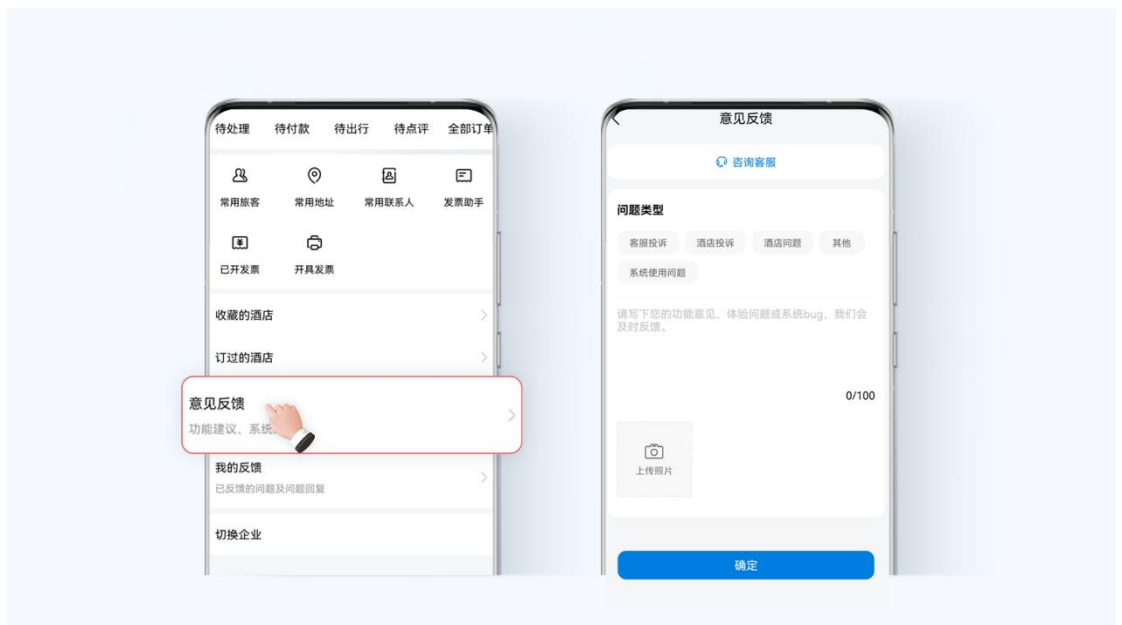 待处理 待付款 待出行 待点评 全部订单
常用旅客 常用地址 常用联系人 发票助手
已开发票 开具发票
收藏的酒店
订过的酒店
意见反馈
功能建议、系统
我的反馈
已反馈的问题及问题回复
切换企业
意见反馈
咨询客服
问题类型
客服投诉 酒店投诉 酒店问题 其他
系统使用问题
请写下您的功能意见、体验问题或系统bug，我们会
及时反馈。
0/100
上传照片
确定